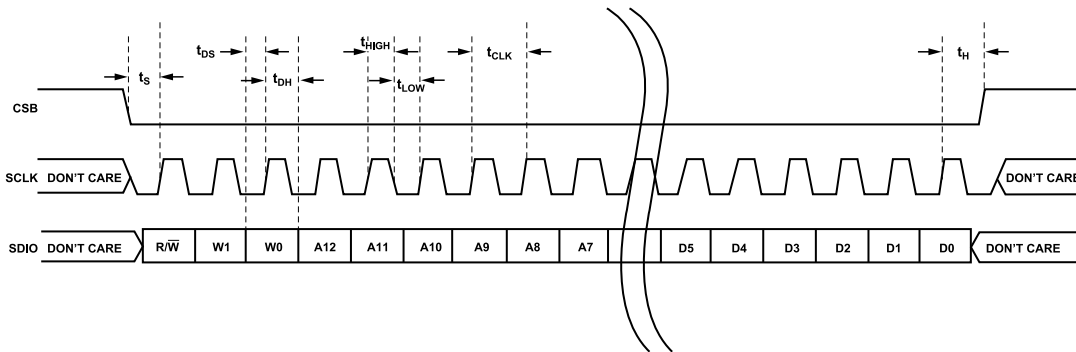 tDS
tHIGH
tCLK
tH
tS
tDH
tLOW
CSB
SCLK DON'T CARE
DON'T CARE
SDIO DON'T CARE R/W̅ W1 W0 A12 A11 A10 A9 A8 A7 D5 D4 D3 D2 D1 D0 DON'T CARE